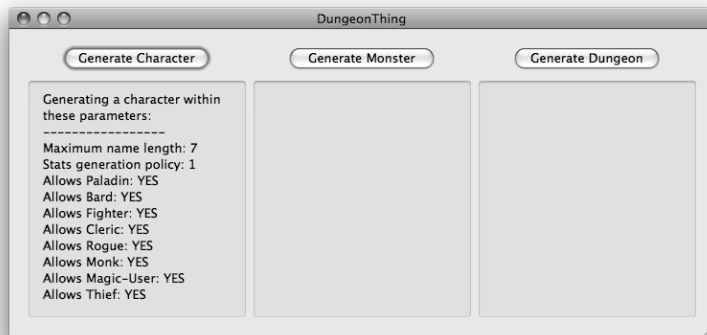 DungeonThing
Generate Character
Generate Monster
Generate Dungeon
Generating a character within
these parameters:
-----------------
Maximum name length: 7
Stats generation policy: 1
Allows Paladin: YES
Allows Bard: YES
Allows Fighter: YES
Allows Cleric: YES
Allows Rogue: YES
Allows Monk: YES
Allows Magic-User: YES
Allows Thief: YES